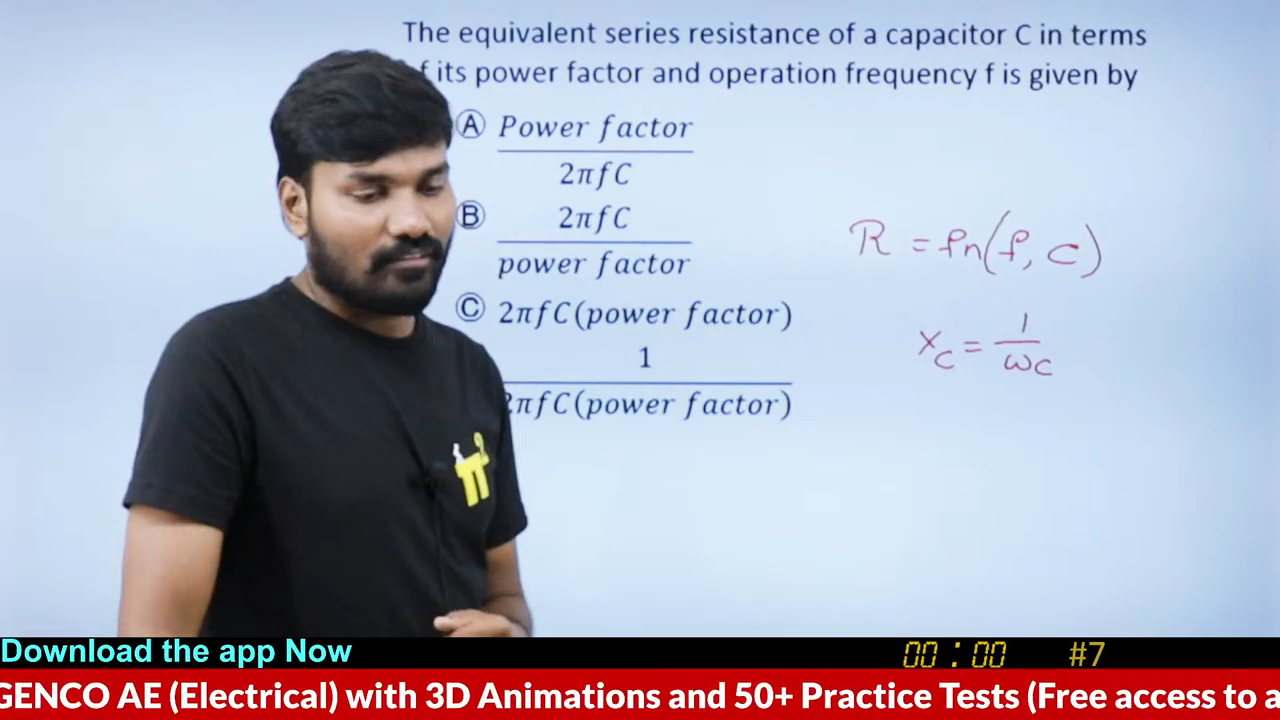 The equivalent series resistance of a capacitor C in terms
its power factor and operation frequency f is given by
Ⓐ Power factor
2πfC
Ⓑ 2πfC
power factor
Ⓒ 2πfC(power factor)
1
2πfC(power factor)
R = fn(f, C)
X_C = 1/ωC
π²
Download the app Now
00:00 #7
GENCO AE (Electrical) with 3D Animations and 50+ Practice Tests (Free access to a